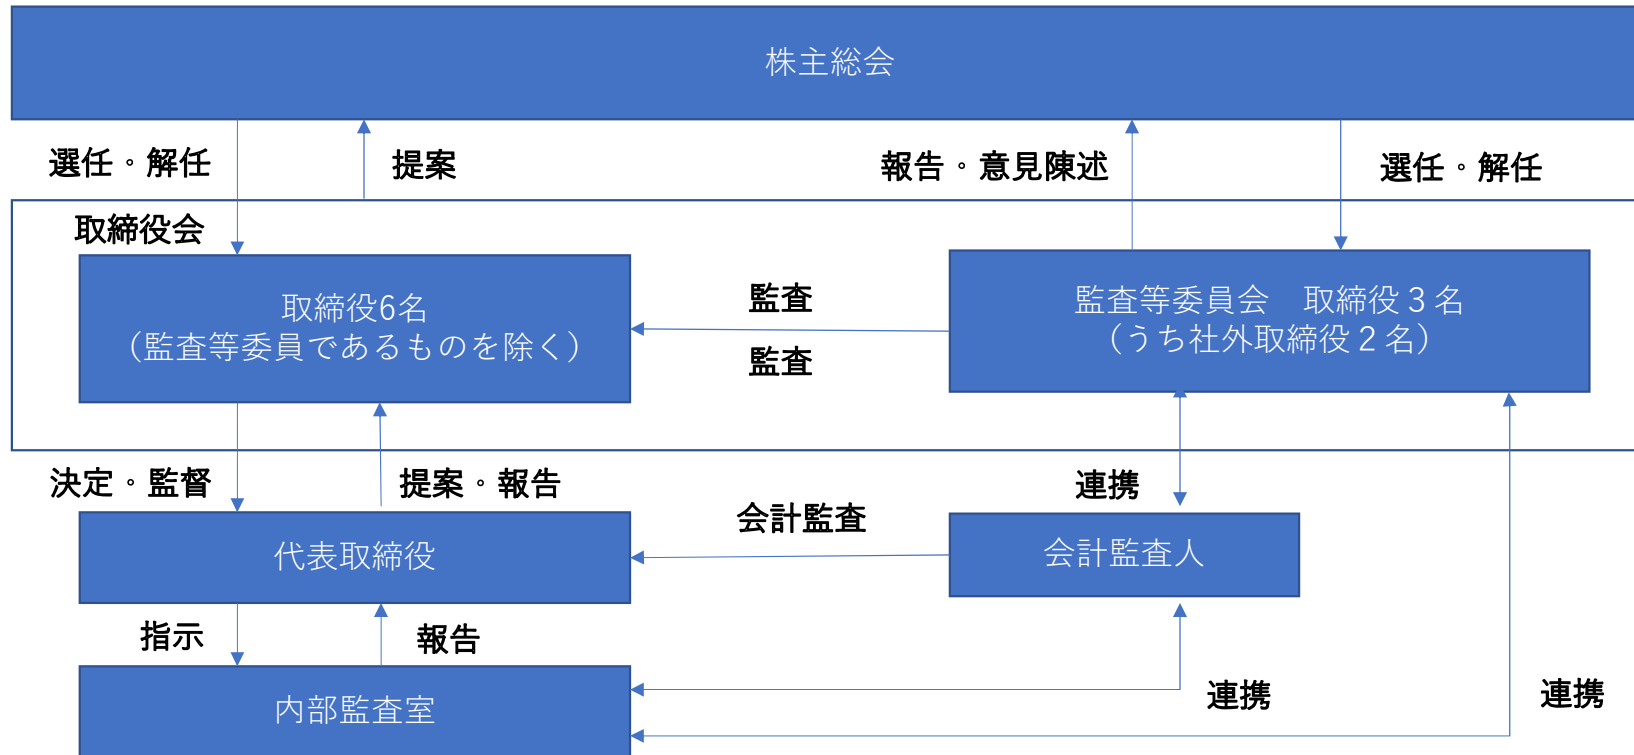 株主総会
選任・解任
提案
報告・意見陳述
選任・解任
取締役会
取締役6名
（監査等委員であるものを除く）
監査
監査
監査等委員会　取締役３名
（うち社外取締役２名）
決定・監督
提案・報告
連携
会計監査
代表取締役
会計監査人
指示
報告
内部監査室
連携
連携